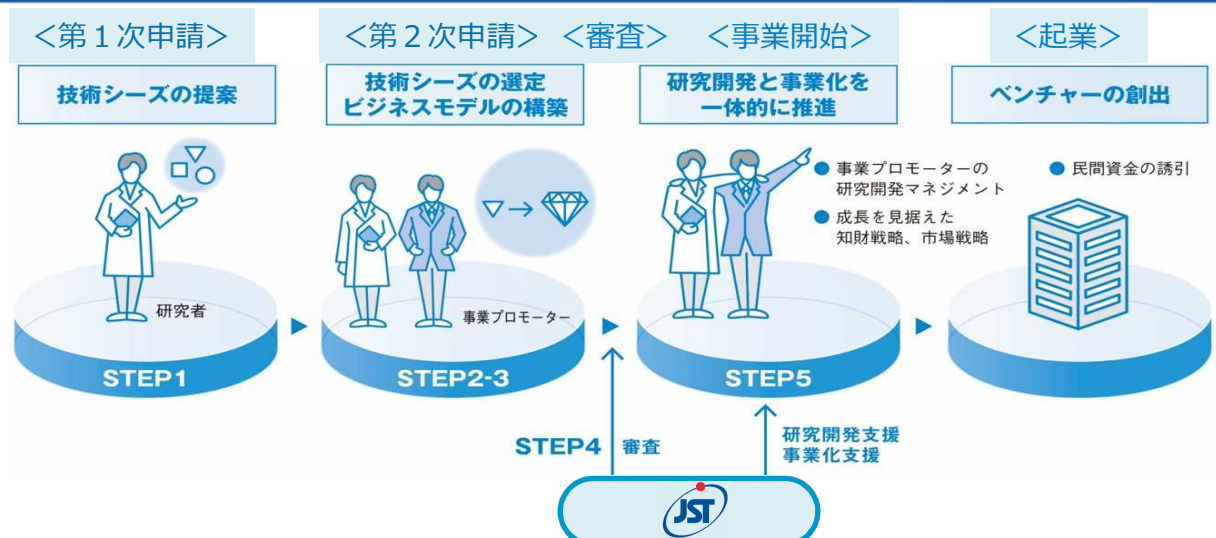 ＜第１次申請＞
＜第２次申請＞
＜審査＞
＜事業開始＞
＜起業＞
技術シーズの提案
技術シーズの選定
ビジネスモデルの構築
研究開発と事業化を
一体的に推進
ベンチャーの創出
研究者
STEP1
事業プロモーター
STEP2-3
● 事業プロモーターの
研究開発マネジメント
● 成長を見据えた
知財戦略、市場戦略
STEP5
● 民間資金の誘引
STEP4
審査
研究開発支援
事業化支援
JST